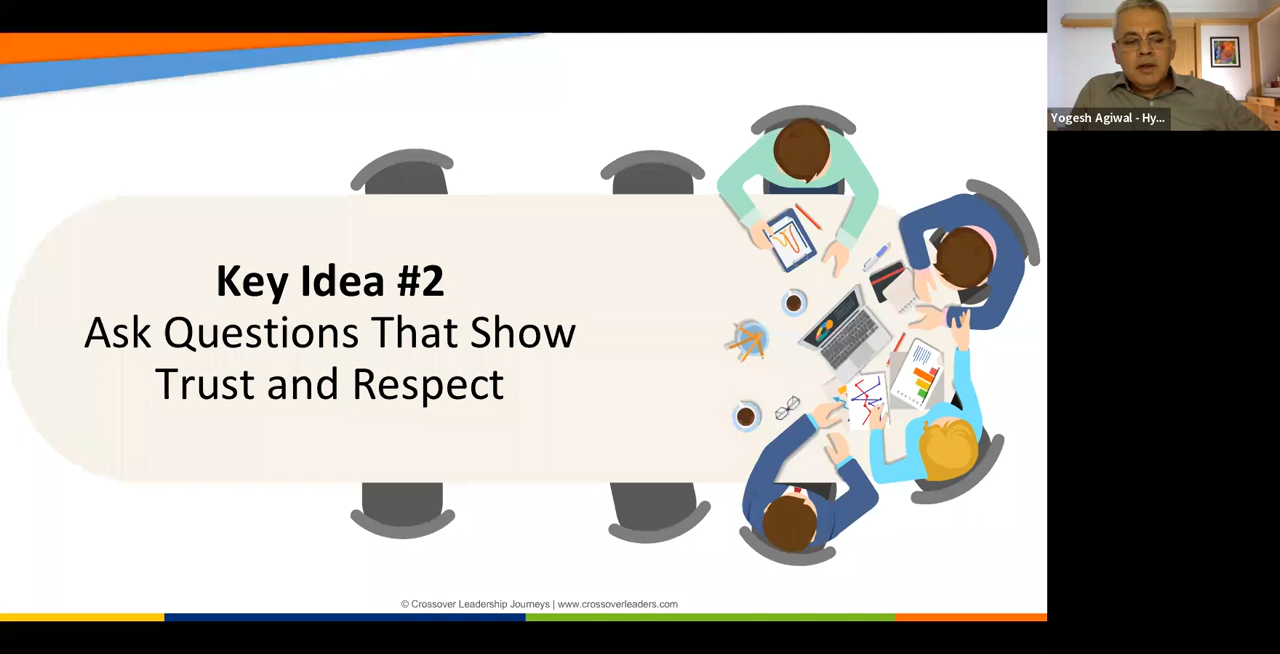 Key Idea #2
Ask Questions That Show
Trust and Respect
Yogesh Agiwal - Hy...
© Crossover Leadership Journeys | www.crossoverleaders.com